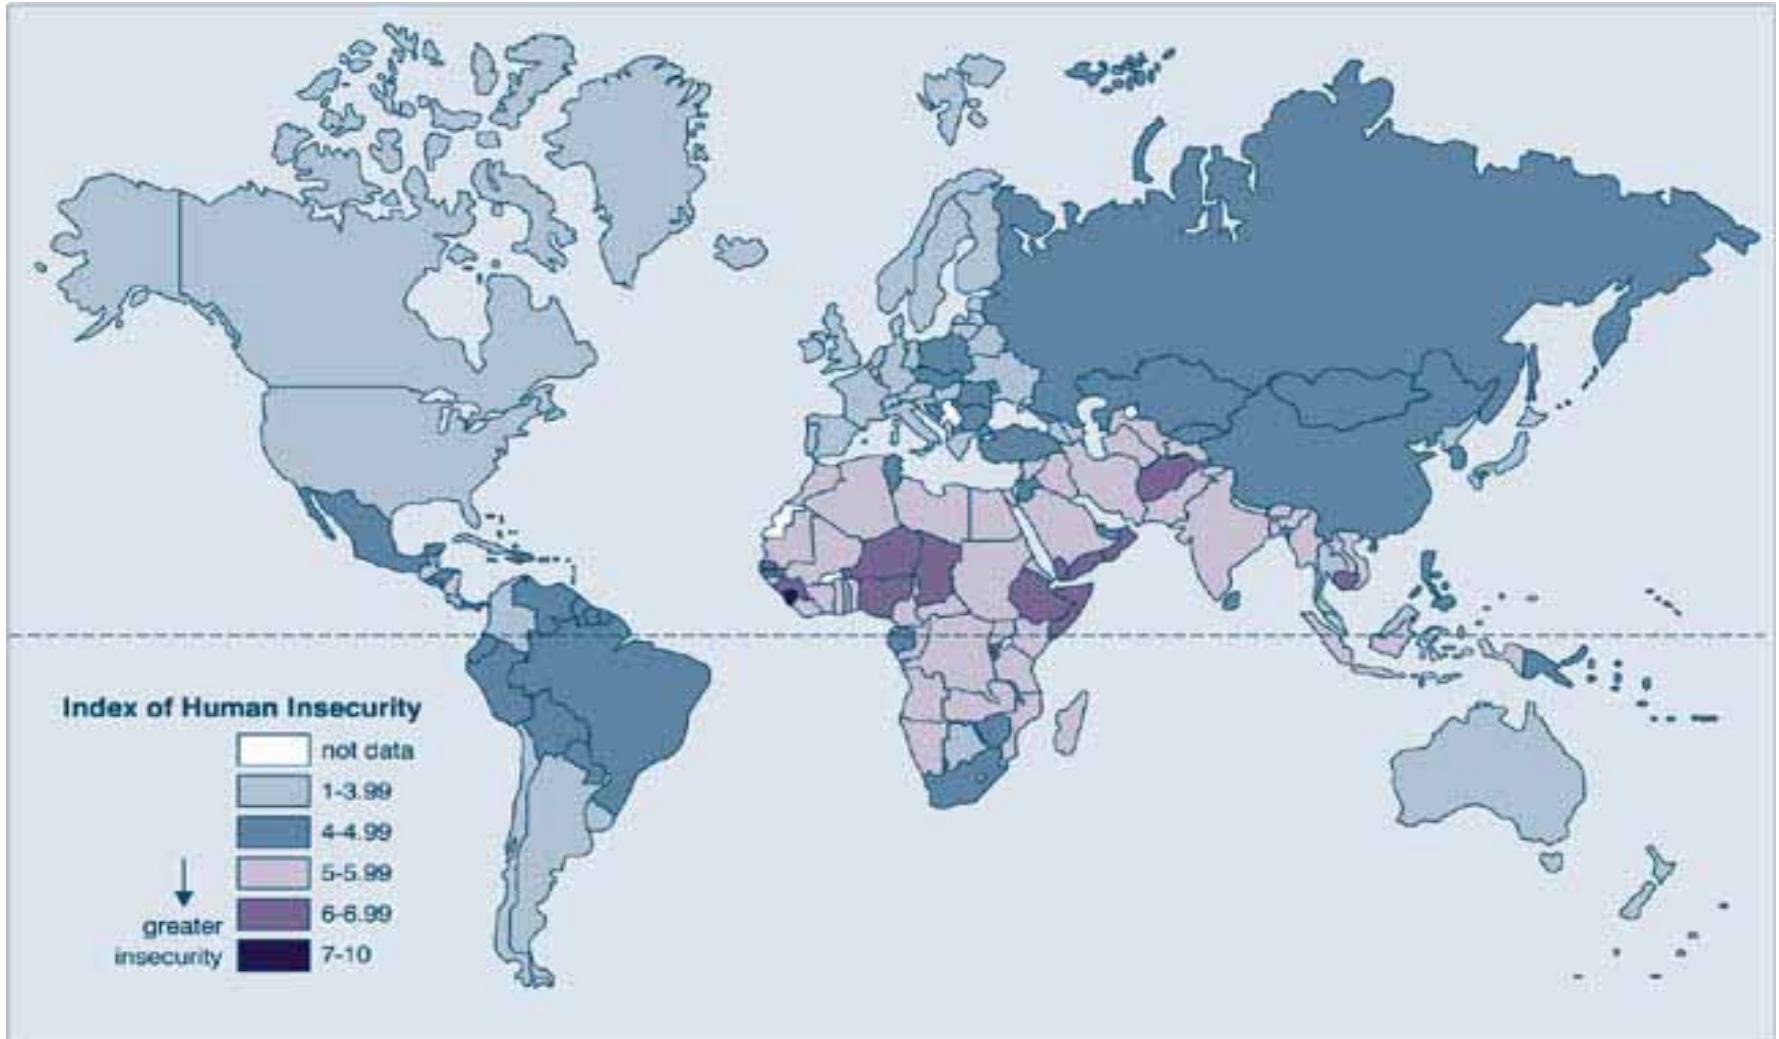 Index of Human Insecurity
not data
1-3.99
4-4.99
5-5.99
6-6.99
7-10
greater
insecurity